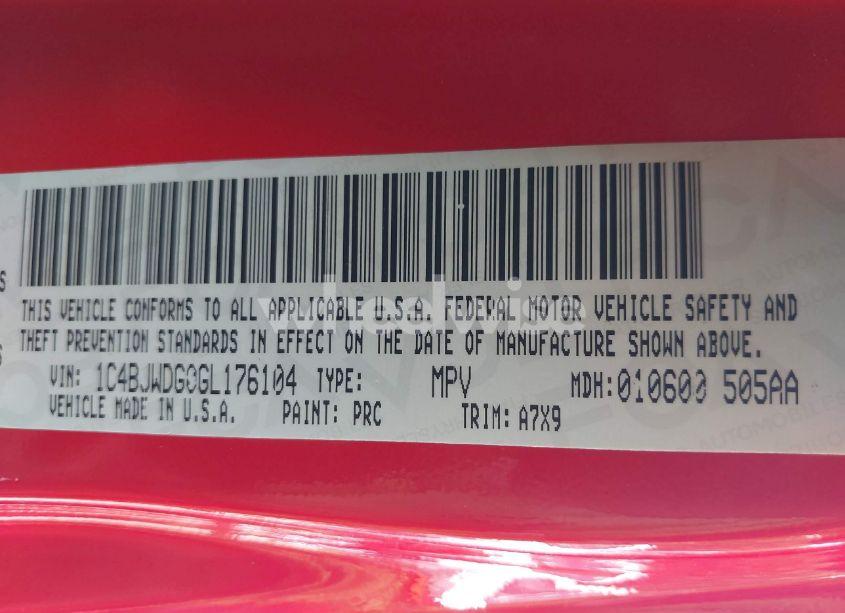 THIS VEHICLE CONFORMS TO ALL APPLICABLE U.S.A. FEDERAL MOTOR VEHICLE SAFETY AND
THEFT PREVENTION STANDARDS IN EFFECT ON THE DATE OF MANUFACTURE SHOWN ABOVE.
VIN: 1C4BJWDG0GL176104 TYPE: MPV MDH: 010600 505AA
VEHICLE MADE IN U.S.A. PAINT: PRC TRIM: A7X9